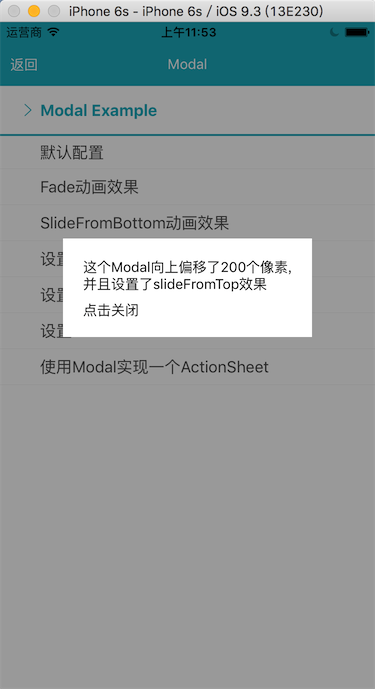 iPhone 6s - iPhone 6s / iOS 9.3 (13E230)
运营商 上午11:53
返回 Modal
Modal Example
默认配置
Fade动画效果
SlideFromBottom动画效果
设置
这个Modal向上偏移了200个像素,
并且设置了slideFromTop效果
设置
点击关闭
设置
使用Modal实现一个ActionSheet